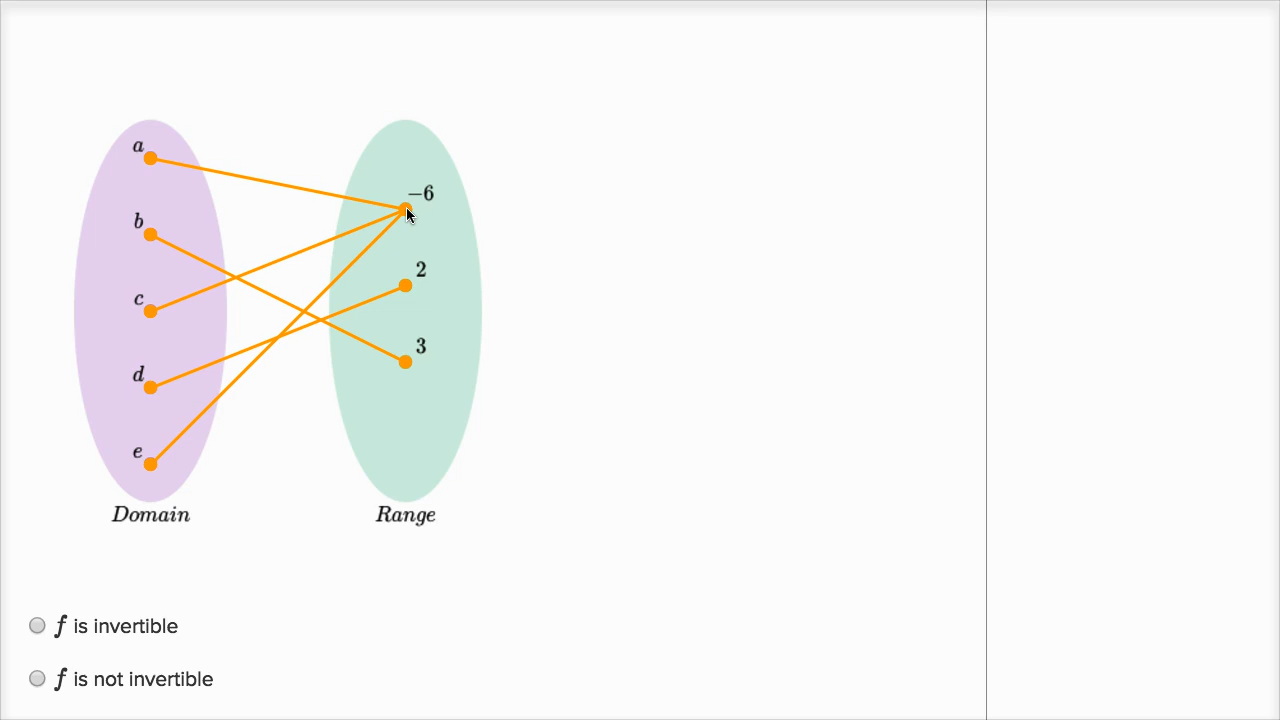 a
−6
b
2
c
3
d
e
Domain
Range
f is invertible
f is not invertible